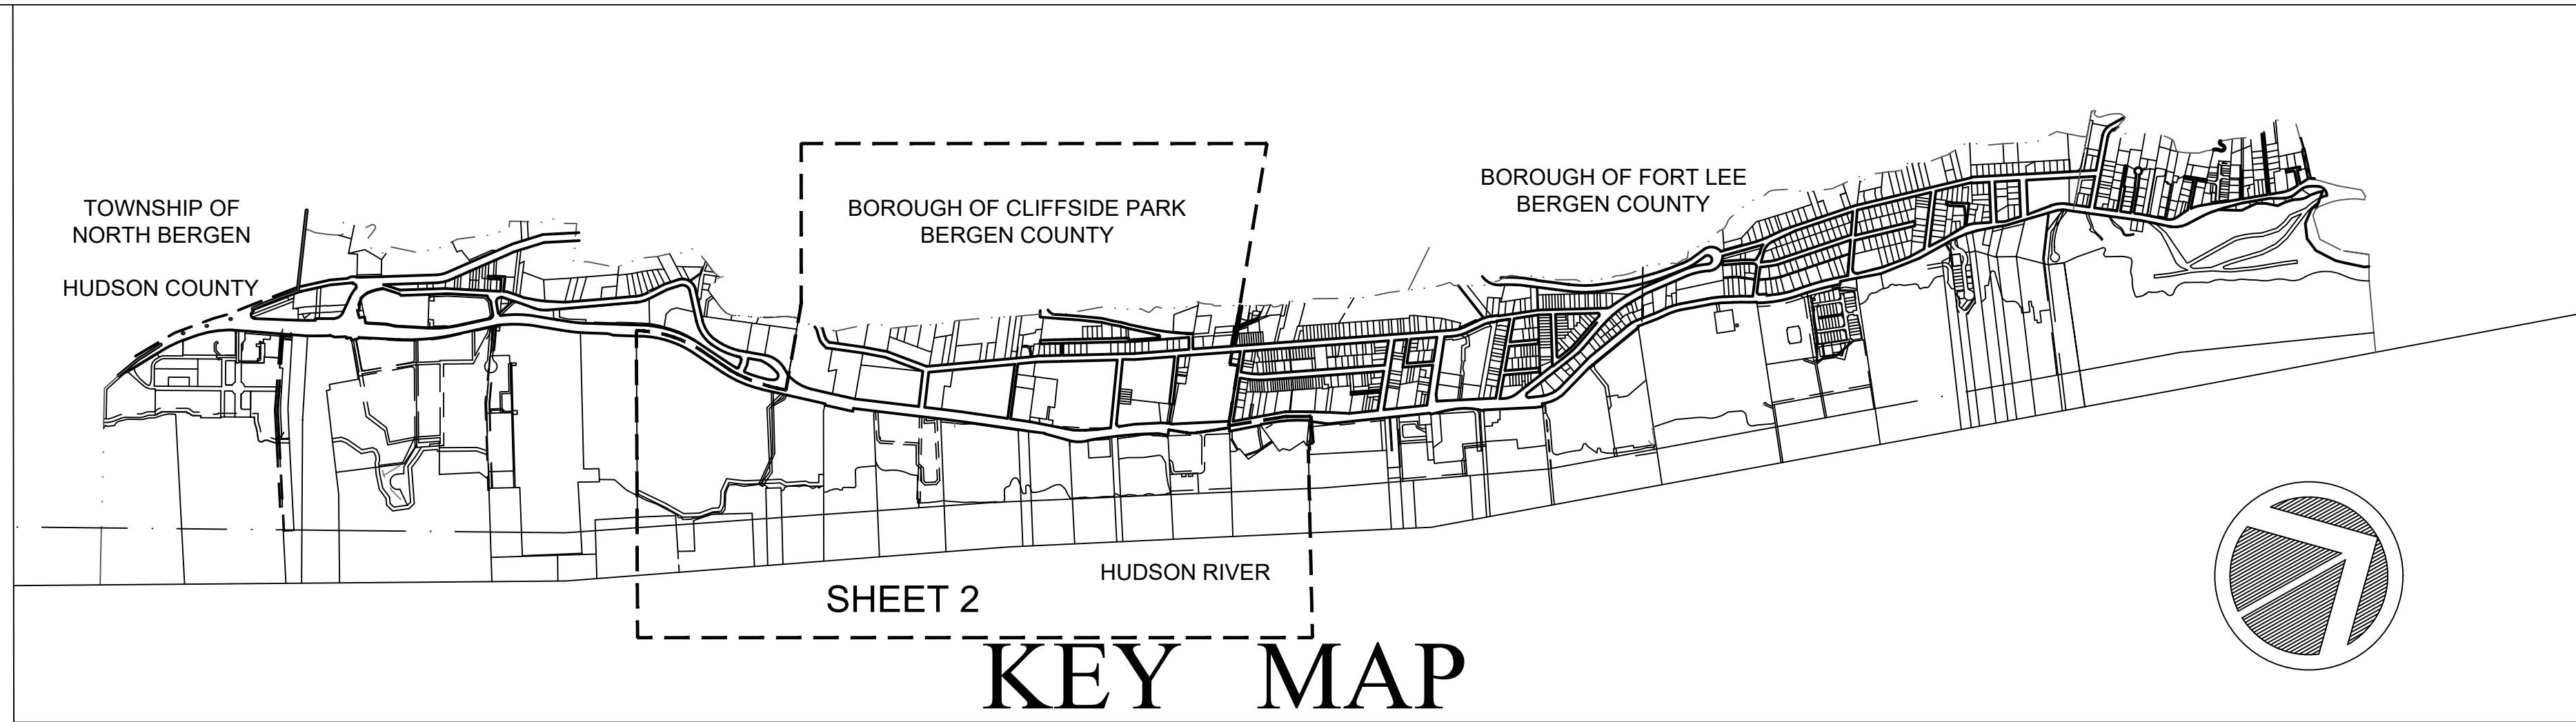 TOWNSHIP OF
NORTH BERGEN
HUDSON COUNTY
BOROUGH OF CLIFFSIDE PARK
BERGEN COUNTY
BOROUGH OF FORT LEE
BERGEN COUNTY
HUDSON RIVER
SHEET 2
KEY MAP